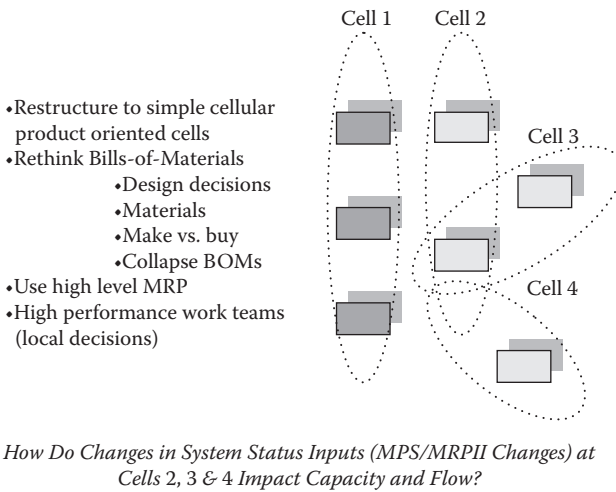 Cell 1
Cell 2
•Restructure to simple cellular
product oriented cells
•Rethink Bills-of-Materials
•Design decisions
•Materials
•Make vs. buy
•Collapse BOMs
•Use high level MRP
•High performance work teams
(local decisions)
Cell 3
Cell 4
How Do Changes in System Status Inputs (MPS/MRPII Changes) at
Cells 2, 3 & 4 Impact Capacity and Flow?